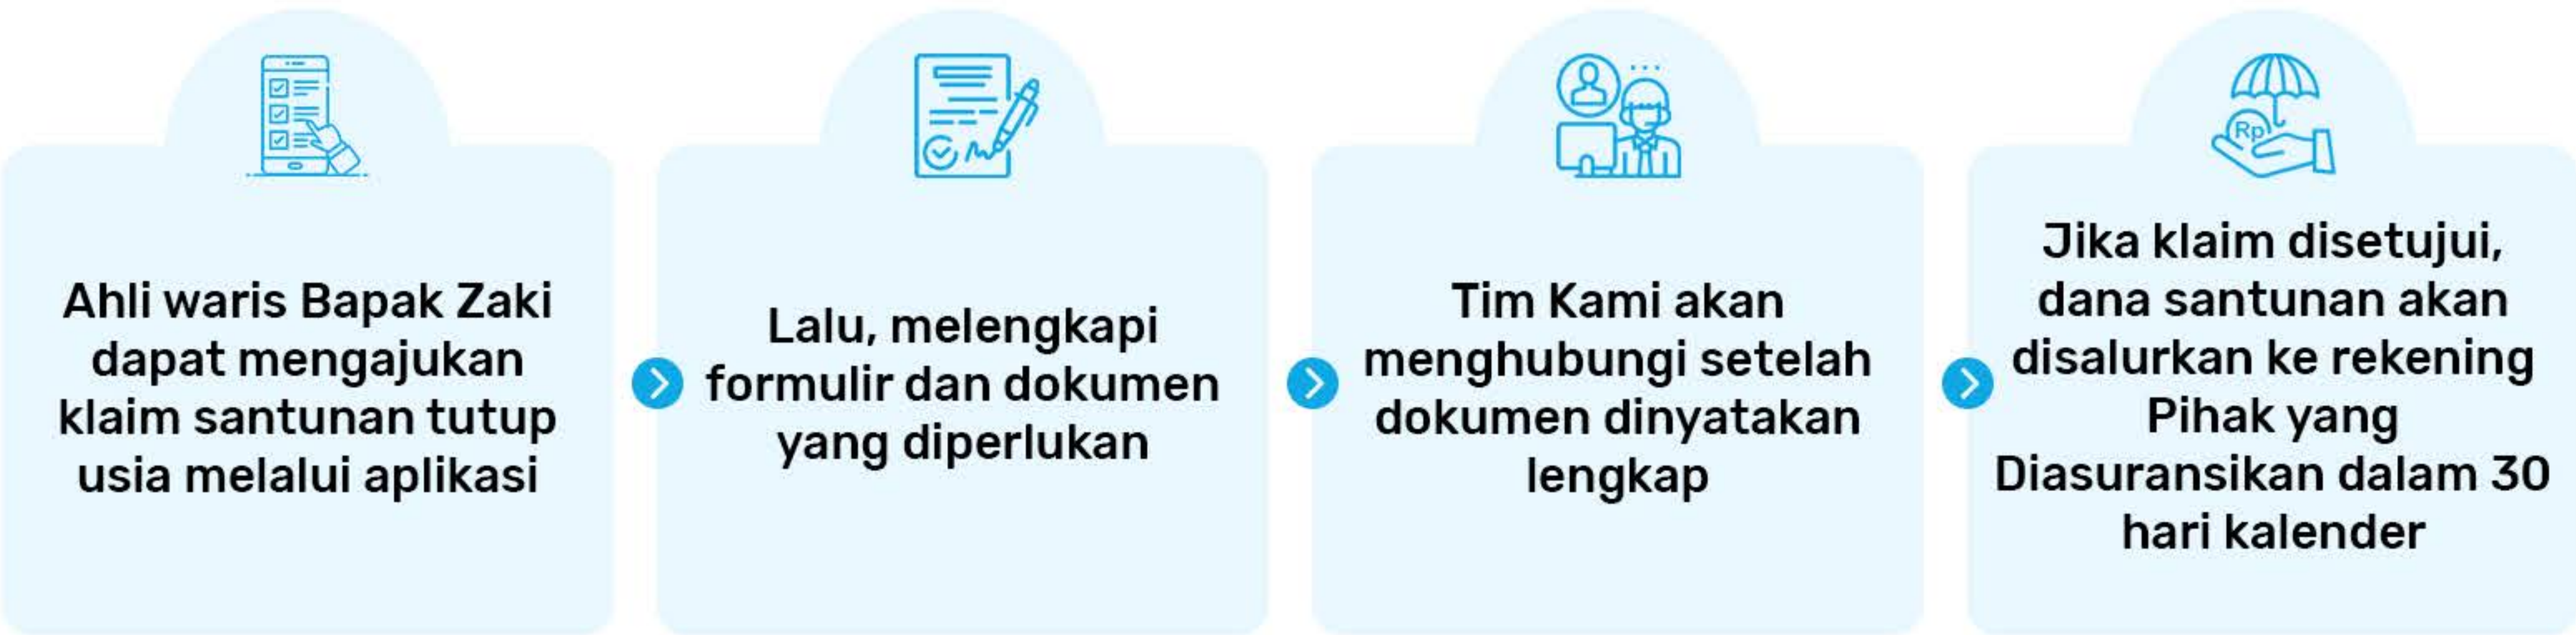 Ahli waris Bapak Zaki
dapat mengajukan
klaim santunan tutup
usia melalui aplikasi
Lalu, melengkapi
formulir dan dokumen
yang diperlukan
Tim Kami akan
menghubungi setelah
dokumen dinyatakan
lengkap
Rp
Jika klaim disetujui,
dana santunan akan
disalurkan ke rekening
Pihak yang
Diasuransikan dalam 30
hari kalender